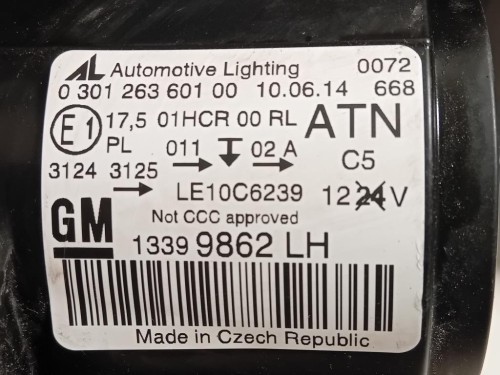 AL Automotive Lighting 0072
0 301 263 601 00 10.06.14 668
E1 17,5 01HCR 00 RL ATN
PL 011 → 02 A C5
3124 3125
→ LE10C6239 12 24 V
Not CCC approved
GM 1339 9862 LH
Made in Czech Republic